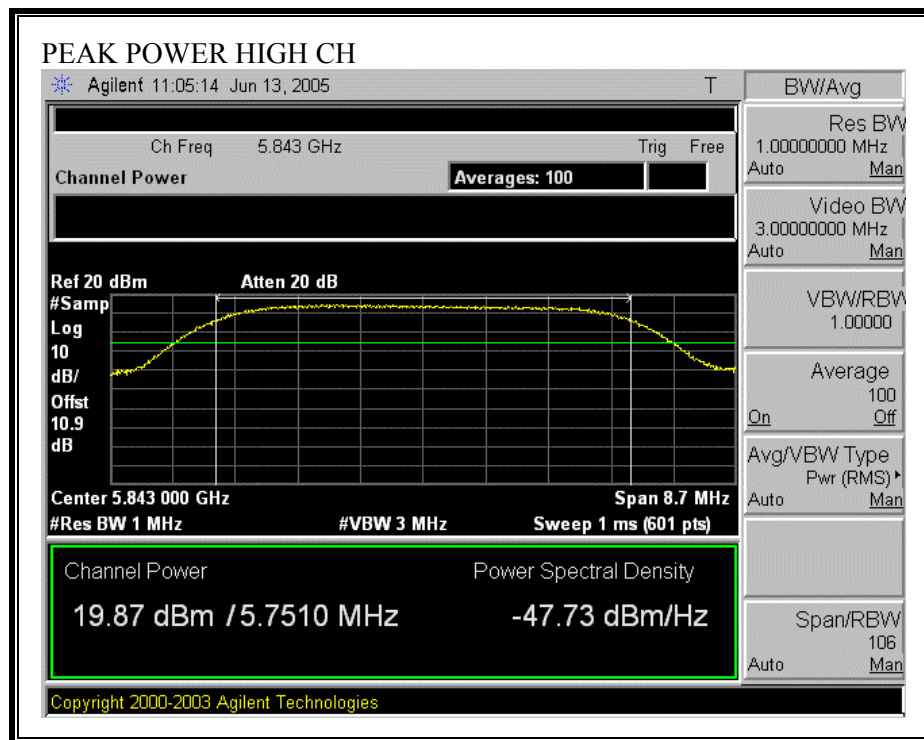 PEAK POWER HIGH CH
Agilent 11:05:14 Jun 13, 2005 T
Ch Freq 5.843 GHz Trig Free
Channel Power Averages: 100
Ref 20 dBm Atten 20 dB
#Samp
Log
10
dB/
Offst
10.9
dB
Center 5.843 000 GHz Span 8.7 MHz
#Res BW 1 MHz #VBW 3 MHz Sweep 1 ms (601 pts)
Channel Power Power Spectral Density
19.87 dBm / 5.7510 MHz -47.73 dBm/Hz
Copyright 2000-2003 Agilent Technologies
BW/Avg
Res BW
1.00000000 MHz
Auto Man
Video BW
3.00000000 MHz
Auto Man
VBW/RBW
1.00000
Average
100
On Off
Avg/VBW Type
Pwr (RMS)
Auto Man
Span/RBW
106
Auto Man